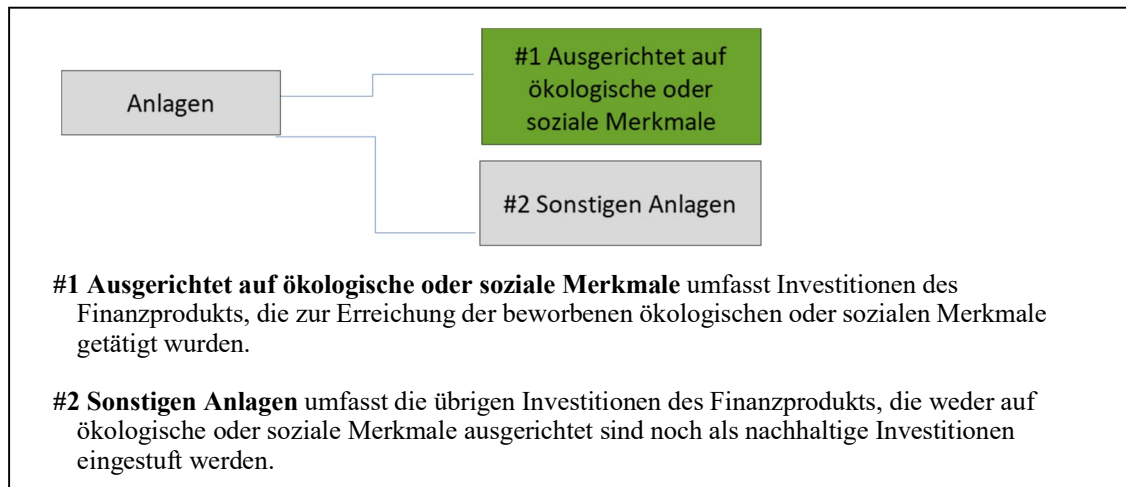 #1 Ausgerichtet auf
ökologische oder
soziale Merkmale
Anlagen
#2 Sonstigen Anlagen
#1 Ausgerichtet auf ökologische oder soziale Merkmale umfasst Investitionen des
Finanzprodukts, die zur Erreichung der beworbenen ökologischen oder sozialen Merkmale
getätigt wurden.
#2 Sonstigen Anlagen umfasst die übrigen Investitionen des Finanzprodukts, die weder auf
ökologische oder soziale Merkmale ausgerichtet sind noch als nachhaltige Investitionen
eingestuft werden.